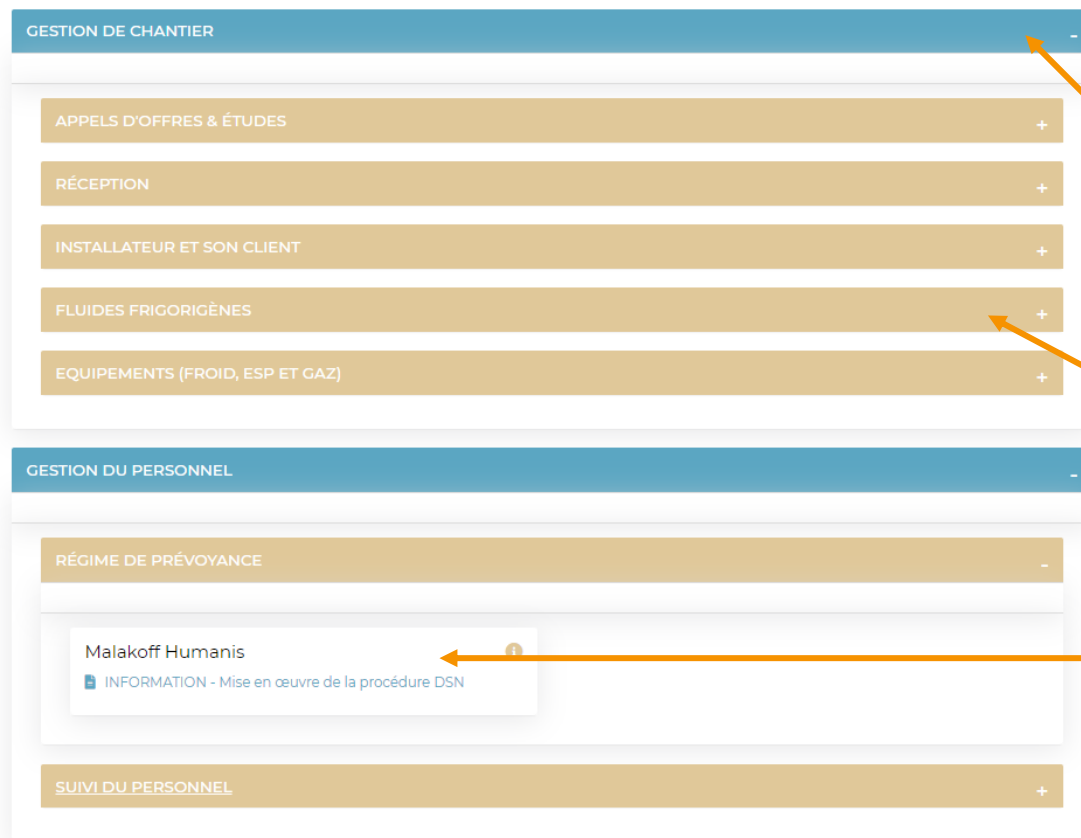 GESTION DE CHANTIER -
APPELS D'OFFRES & ÉTUDES +
RÉCEPTION +
INSTALLATEUR ET SON CLIENT +
FLUIDES FRIGORIGÈNES +
EQUIPEMENTS (FROID, ESP ET GAZ) +
GESTION DU PERSONNEL -
RÉGIME DE PRÉVOYANCE -
Malakoff Humanis
INFORMATION - Mise en œuvre de la procédure DSN
SUIVI DU PERSONNEL +